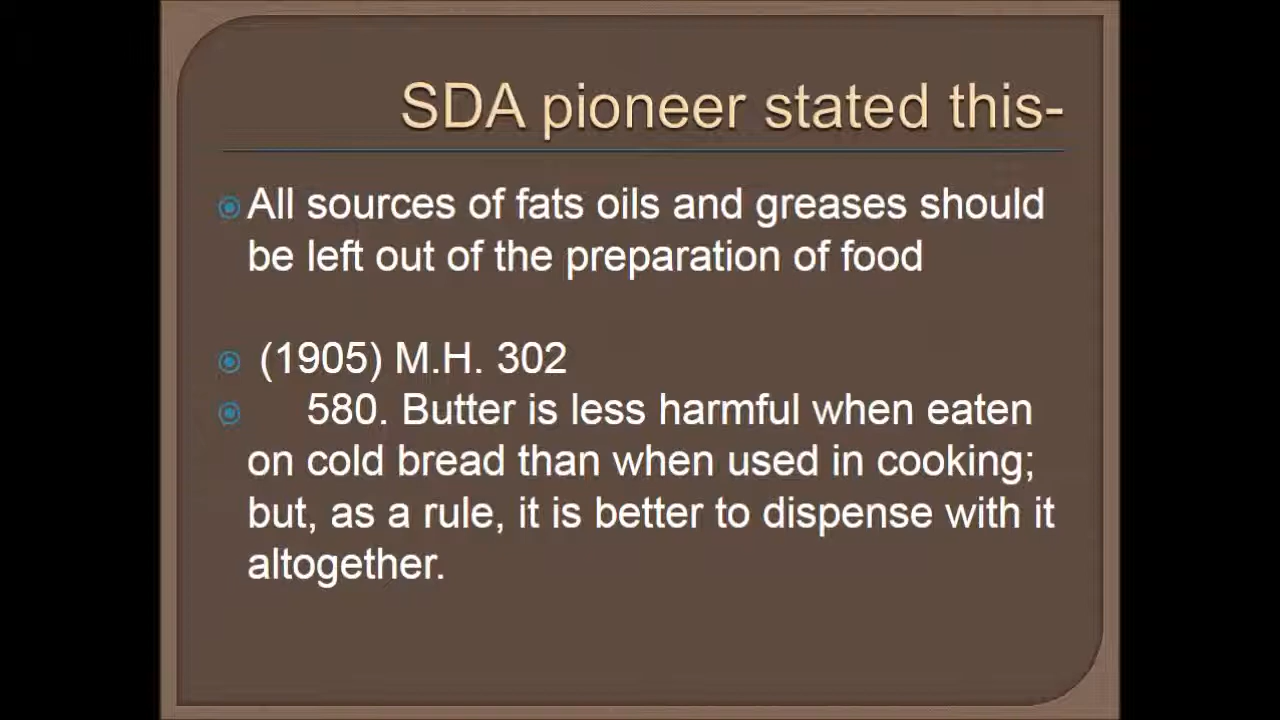 SDA pioneer stated this-
All sources of fats oils and greases should
be left out of the preparation of food
(1905) M.H. 302
580. Butter is less harmful when eaten
on cold bread than when used in cooking;
but, as a rule, it is better to dispense with it
altogether.